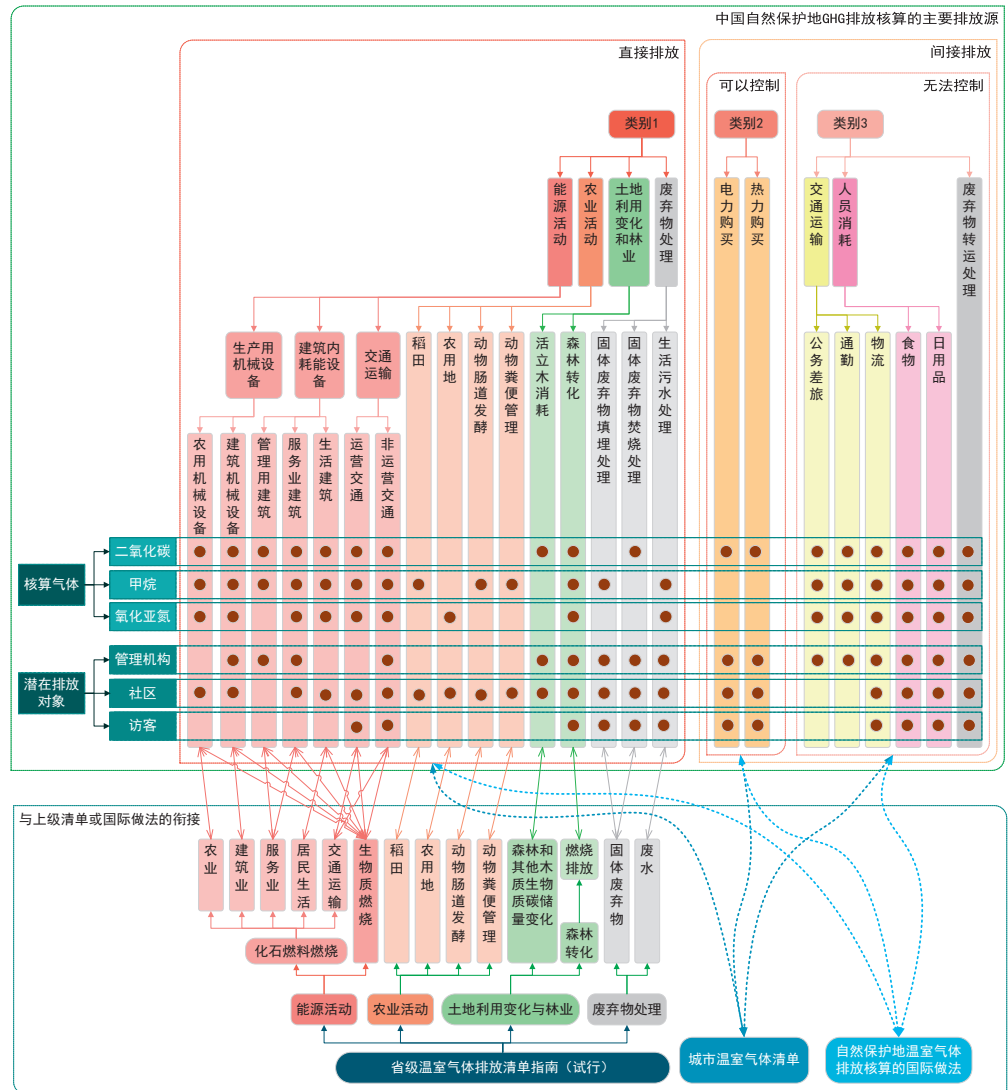 中国自然保护地GHG排放核算的主要排放源
直接排放
间接排放
可以控制
无法控制
类别1
类别2
类别3
能源活动
农业活动
土地利用变化和林业
废弃物处理
电力购买
热力购买
交通运输
人员消耗
废弃物转运处理
生产用
机械设
备
建筑内
耗能设
备
交通
运输
稻田
农用地
动物肠道发酵
动物粪便管理
活立木消耗
森林转化
固体废弃物填埋处理
固体废弃物焚烧处理
生活污水处理
公务差旅
通勤
物流
食物
日用品
农用机械设备
建筑机械设备
管理用建筑
服务业建筑
生活建筑
运营交通
非运营交通
核算气体
二氧化碳
甲烷
氧化亚氮
潜在排放
对象
管理机构
社区
访客
与上级清单或国际做法的衔接
农业
建筑业
服务业
居民生活
交通运输
生物质燃烧
稻田
农用地
动物肠道发酵
动物粪便管理
森林和
其他木
质生物
质碳储
量变化
燃烧
排放
固体废弃物
废水
森林
转化
化石燃料燃烧
能源活动
农业活动
土地利用变化与林业
废弃物处理
省级温室气体排放清单指南（试行）
城市温室气体清单
自然保护地温室气体
排放核算的国际做法